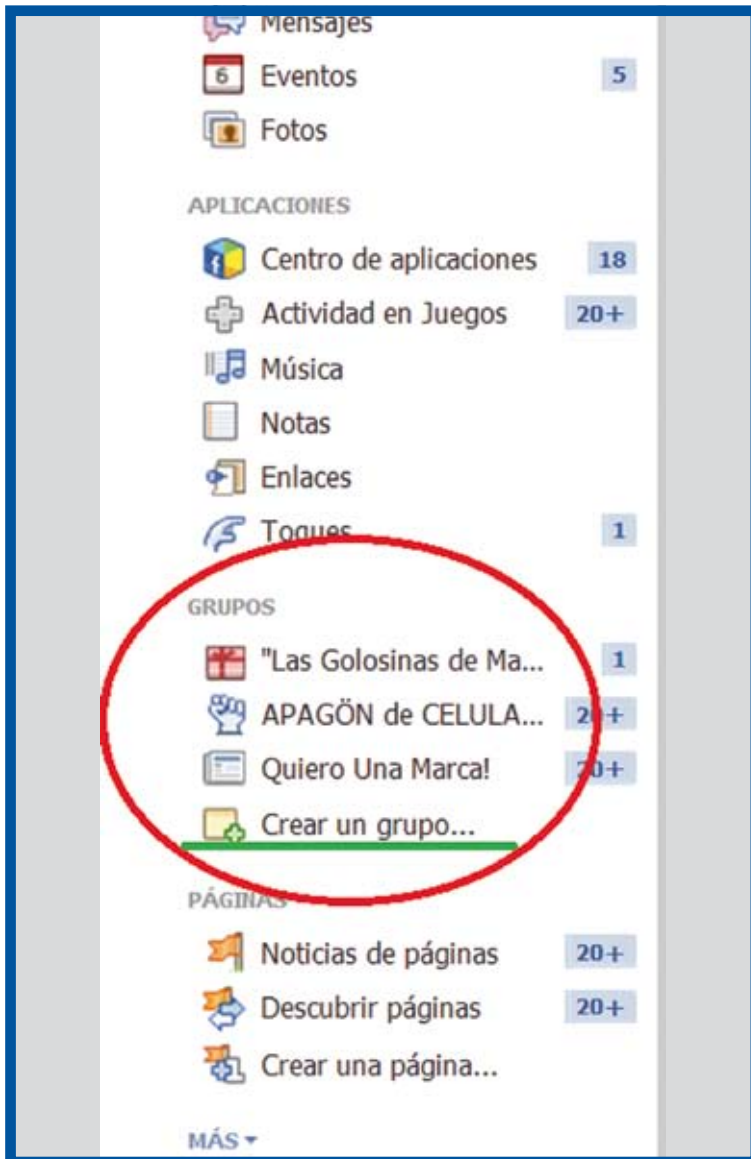 Mensajes
6 Eventos 5
Fotos
APLICACIONES
Centro de aplicaciones 18
Actividad en Juegos 20+
Música
Notas
Enlaces
Toques 1
GRUPOS
"Las Golosinas de Ma... 1
APAGÖN de CELULA... 20+
Quiero Una Marca! 20+
Crear un grupo...
PÁGINAS
Noticias de páginas 20+
Descubrir páginas 20+
Crear una página...
MÁS